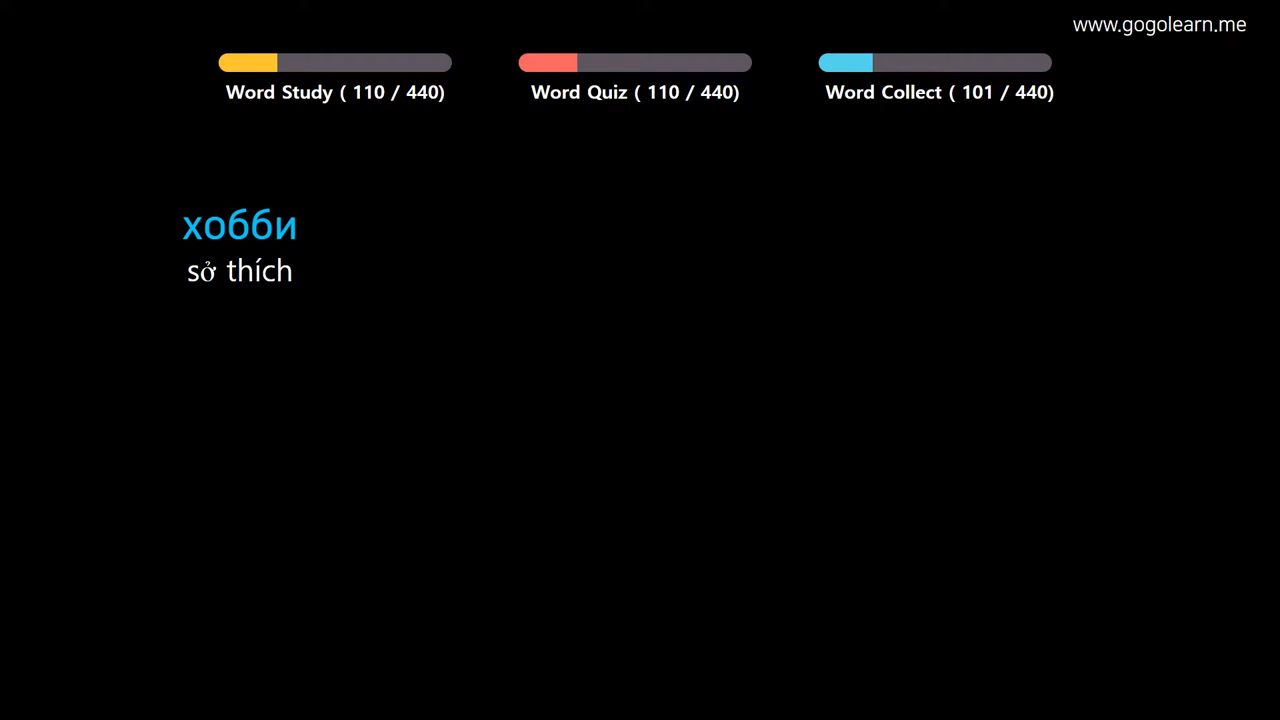 www.gogolearn.me
Word Study ( 110 / 440)
Word Quiz ( 110 / 440)
Word Collect ( 101 / 440)
хобби
sở thích